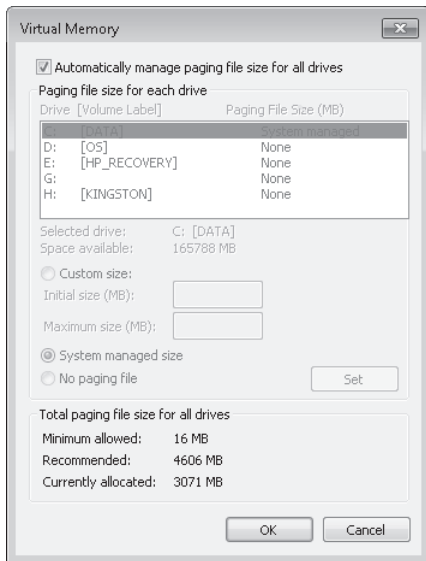 Virtual Memory
Automatically manage paging file size for all drives
Paging file size for each drive
Drive [Volume Label] Paging File Size (MB)
C: [DATA] System managed
D: [OS] None
E: [HP_RECOVERY] None
G: None
H: [KINGSTON] None
Selected drive: C: [DATA]
Space available: 165788 MB
Custom size:
Initial size (MB):
Maximum size (MB):
System managed size
No paging file Set
Total paging file size for all drives
Minimum allowed: 16 MB
Recommended: 4606 MB
Currently allocated: 3071 MB
OK Cancel